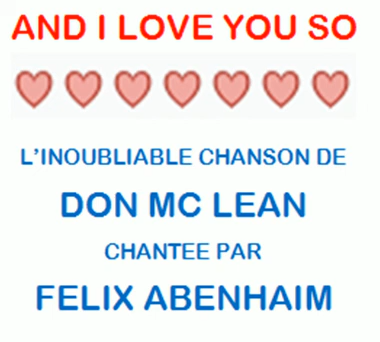 AND I LOVE YOU SO
L'INOUBLIABLE CHANSON DE
DON MC LEAN
CHANTEE PAR
FELIX ABENHAIM